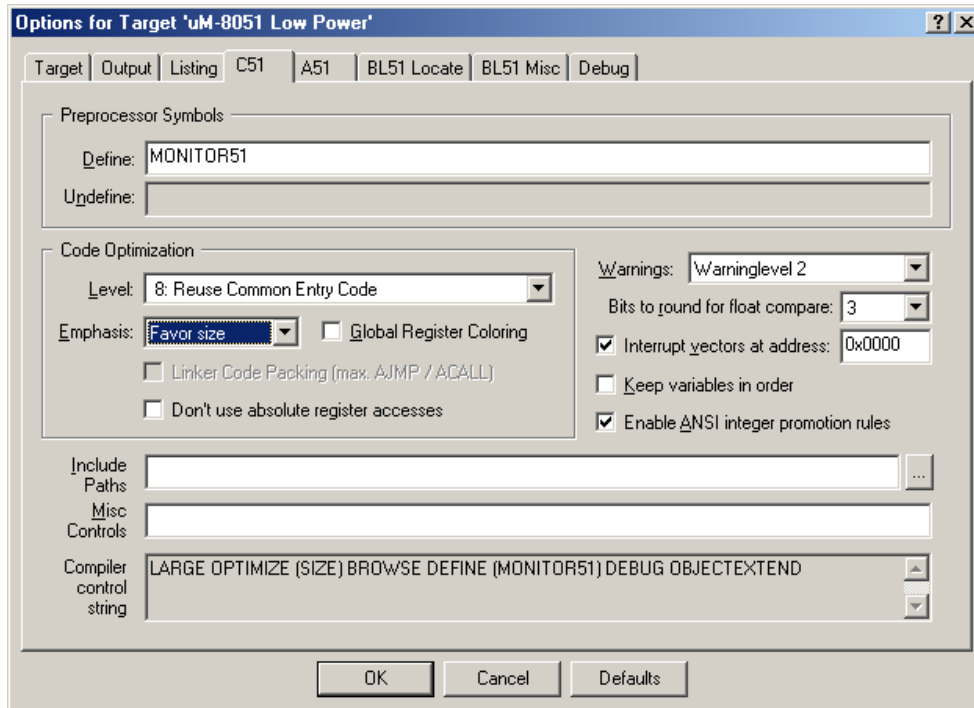 Options for Target 'uM-8051 Low Power'
Target Output Listing C51 A51 BL51 Locate BL51 Misc Debug
Preprocessor Symbols
Define: MONITOR51
Undefine:
Code Optimization
Level: 8: Reuse Common Entry Code
Emphasis: Favor size Global Register Coloring
Linker Code Packing (max. AJMP / ACALL)
Don't use absolute register accesses
Warnings: Warninglevel 2
Bits to round for float compare: 3
Interrupt vectors at address: 0x0000
Keep variables in order
Enable ANSI integer promotion rules
Include
Paths
...
Misc
Controls
Compiler
control
string
LARGE OPTIMIZE (SIZE) BROWSE DEFINE (MONITOR51) DEBUG OBJECTEXTEND
OK Cancel Defaults